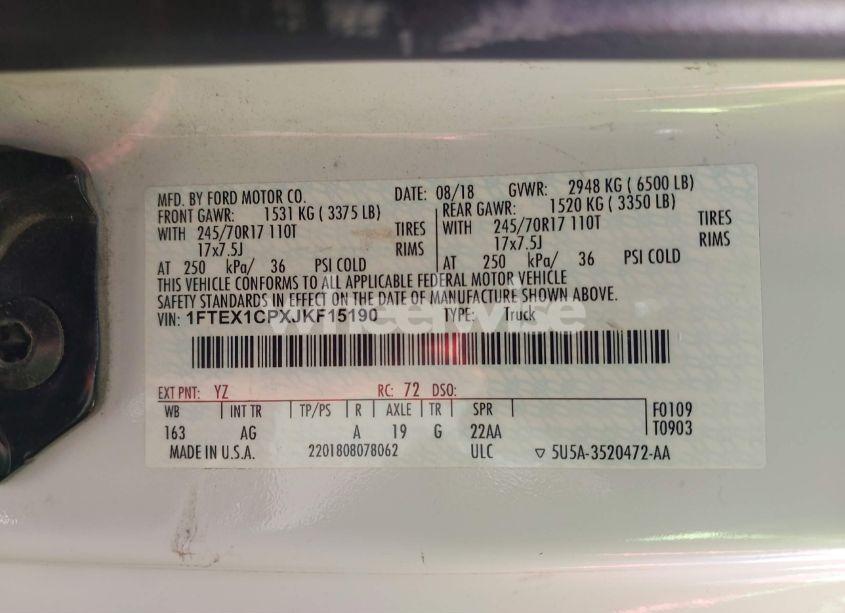 MFD. BY FORD MOTOR CO. DATE: 08/18 GVWR: 2948 KG ( 6500 LB)
FRONT GAWR: 1531 KG ( 3375 LB) REAR GAWR: 1520 KG ( 3350 LB)
WITH 245/70R17 110T TIRES WITH 245/70R17 110T TIRES
17x7.5J RIMS 17x7.5J RIMS
AT 250 kPa/ 36 PSI COLD AT 250 kPa/ 36 PSI COLD
THIS VEHICLE CONFORMS TO ALL APPLICABLE FEDERAL MOTOR VEHICLE
SAFETY STANDARDS IN EFFECT ON THE DATE OF MANUFACTURE SHOWN ABOVE.
VIN: 1FTEX1CPXJKF15190 TYPE: Truck
wheelwise
EXT PNT: YZ RC: 72 DSO:
WB INT TR TP/PS R AXLE TR SPR F0109
163 AG A 19 G 22AA T0903
MADE IN U.S.A. 2201808078062 ULC ▽ 5U5A-3520472-AA